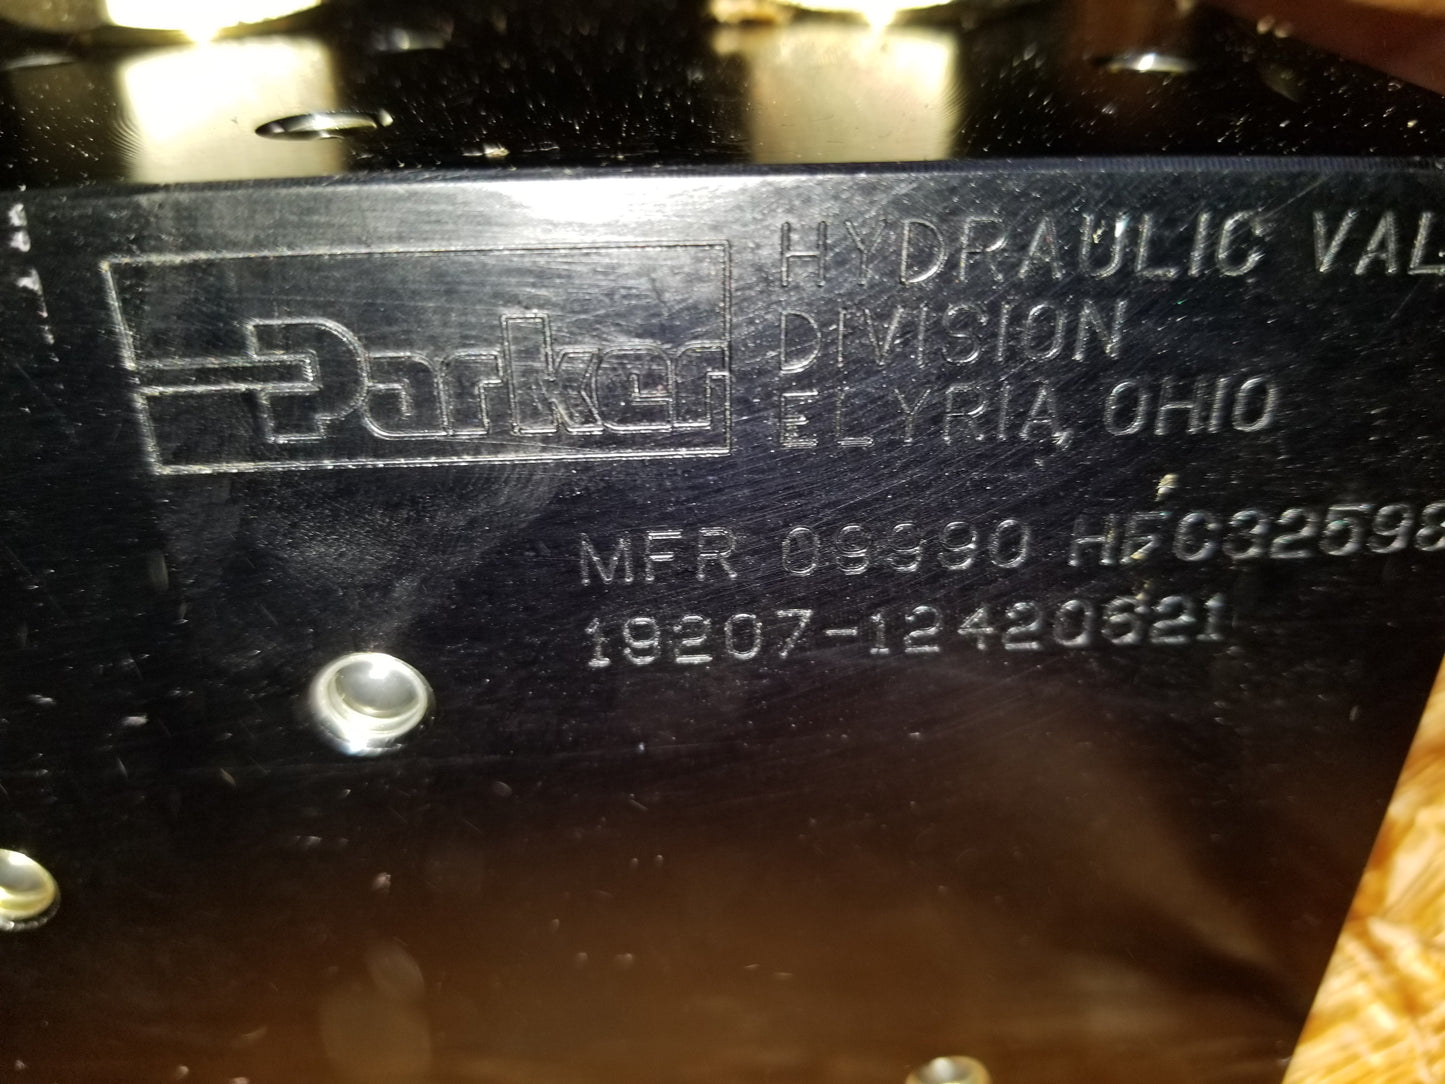 Parker
HYDRAULIC VAL
DIVISION
ELYRIA, OHIO
MFR 09990 HFC32598
19207-12420621